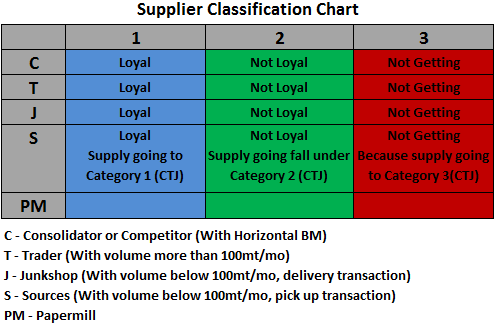 Supplier Classification Chart
1 2 3
C Loyal Not Loyal Not Getting
T Loyal Not Loyal Not Getting
J Loyal Not Loyal Not Getting
S Loyal Not Loyal Not Getting
Supply going to Supply going fall under Because supply going
Category 1 (CTJ) Category 2 (CTJ) to Category 3(CTJ)
PM
C - Consolidator or Competitor (With Horizontal BM)
T - Trader (With volume more than 100mt/mo)
J - Junkshop (With volume below 100mt/mo, delivery transaction)
S - Sources (With volume below 100mt/mo, pick up transaction)
PM - Papermill